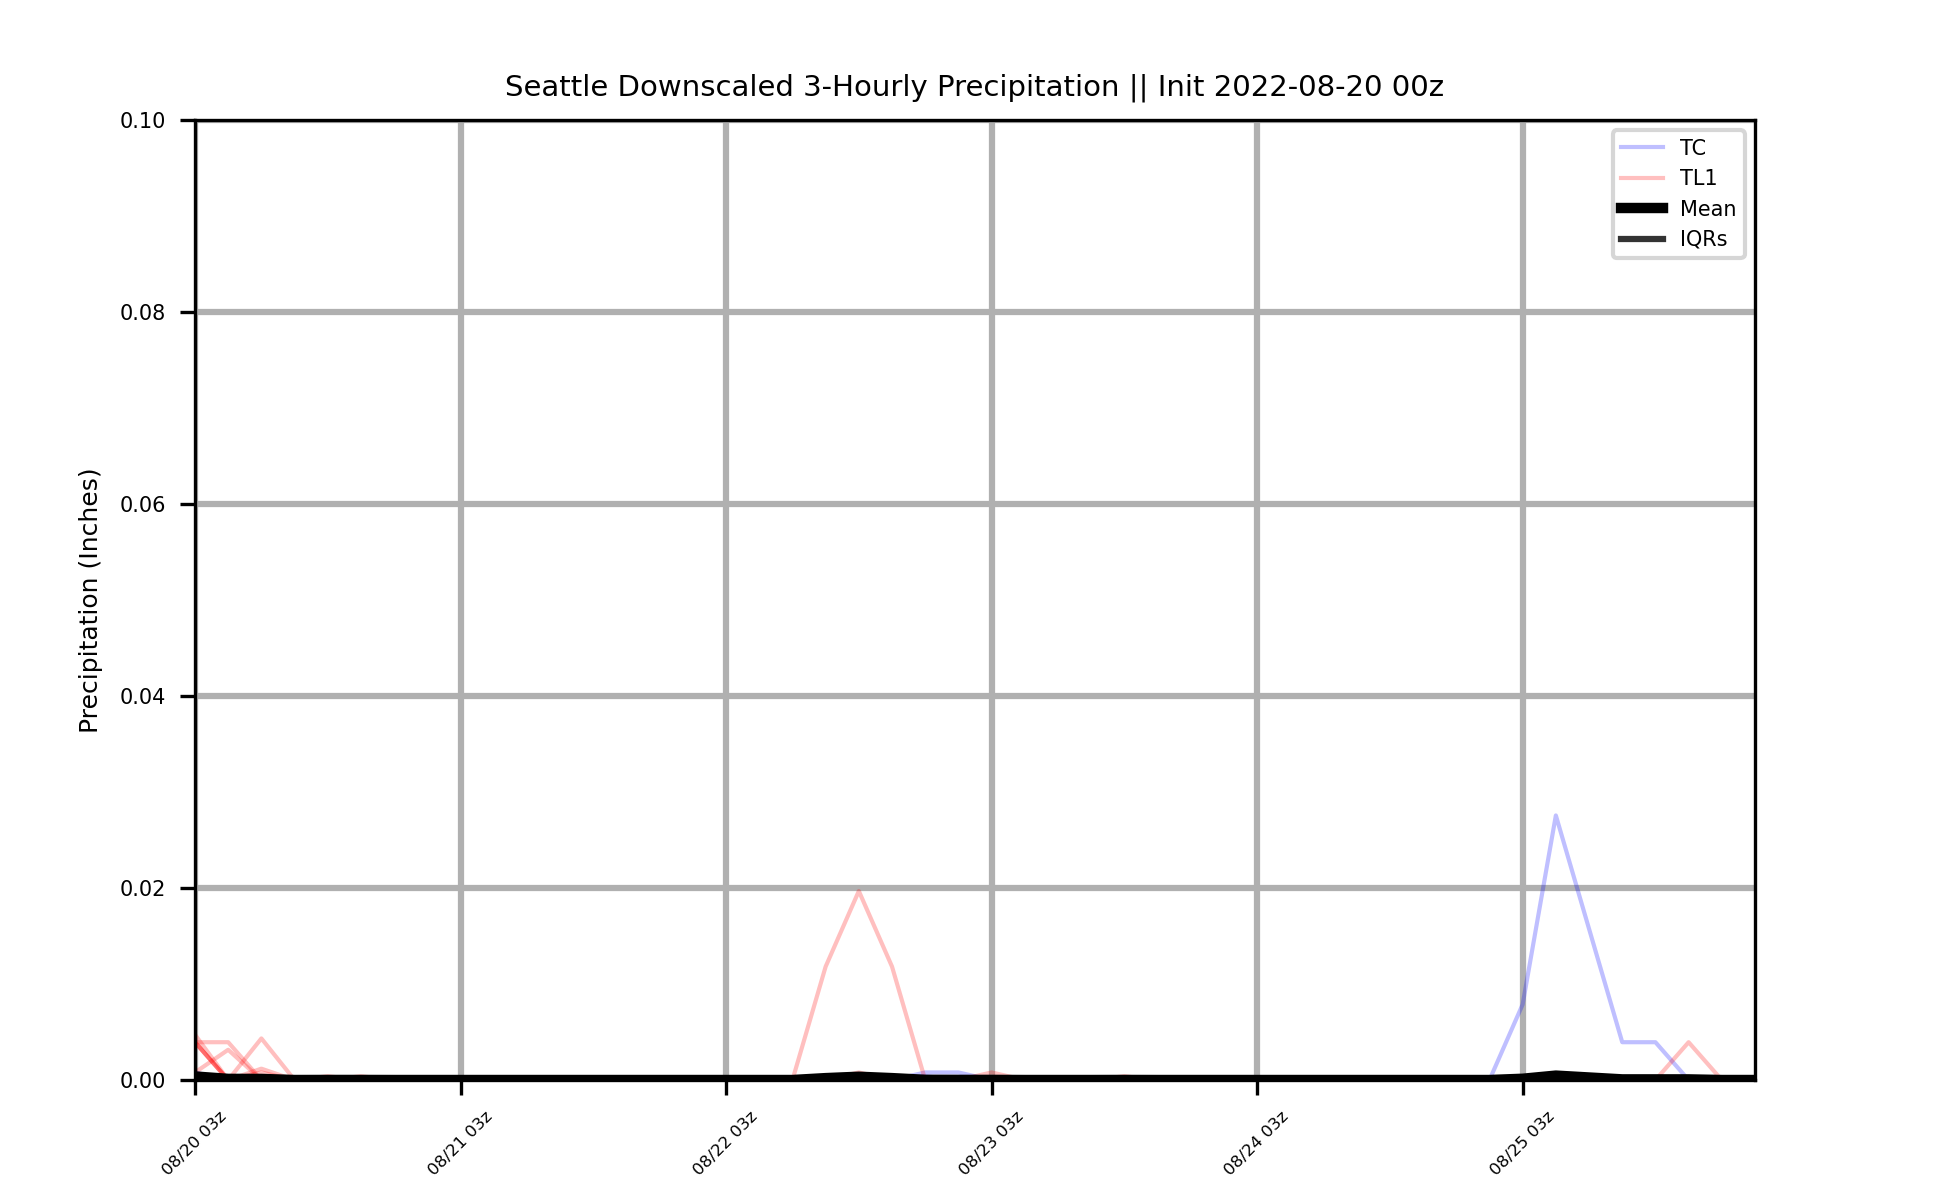 Seattle Downscaled 3-Hourly Precipitation || Init 2022-08-20 00z
TC
TL1
Mean
IQRs
Precipitation (Inches)
0.10
0.08
0.06
0.04
0.02
0.00
08/20 03z
08/21 03z
08/22 03z
08/23 03z
08/24 03z
08/25 03z